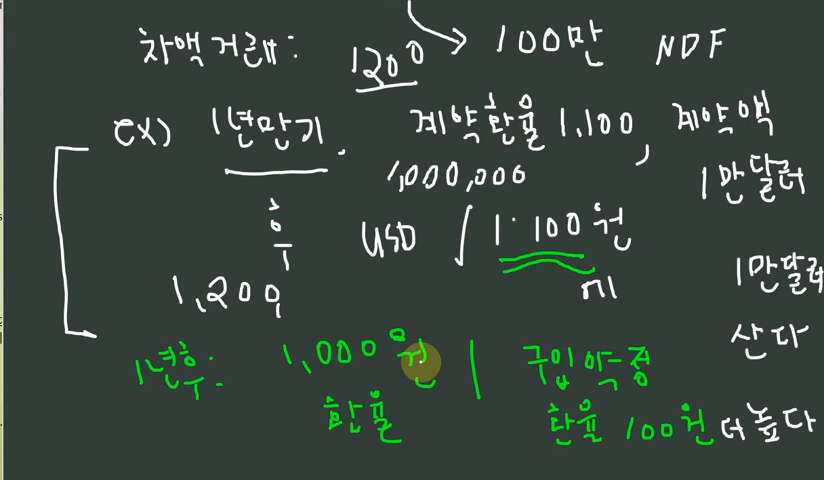 차액거래: 1200 100만 NDF
ex) 1년만기. 계약환율 1,100, 계약액
1,000,000 1만달러
후 USD / 1·100원
1,200, 에 1만달러
산다
1년후: 1,000원 | 구입약정
환율 환율 100원 더 높다